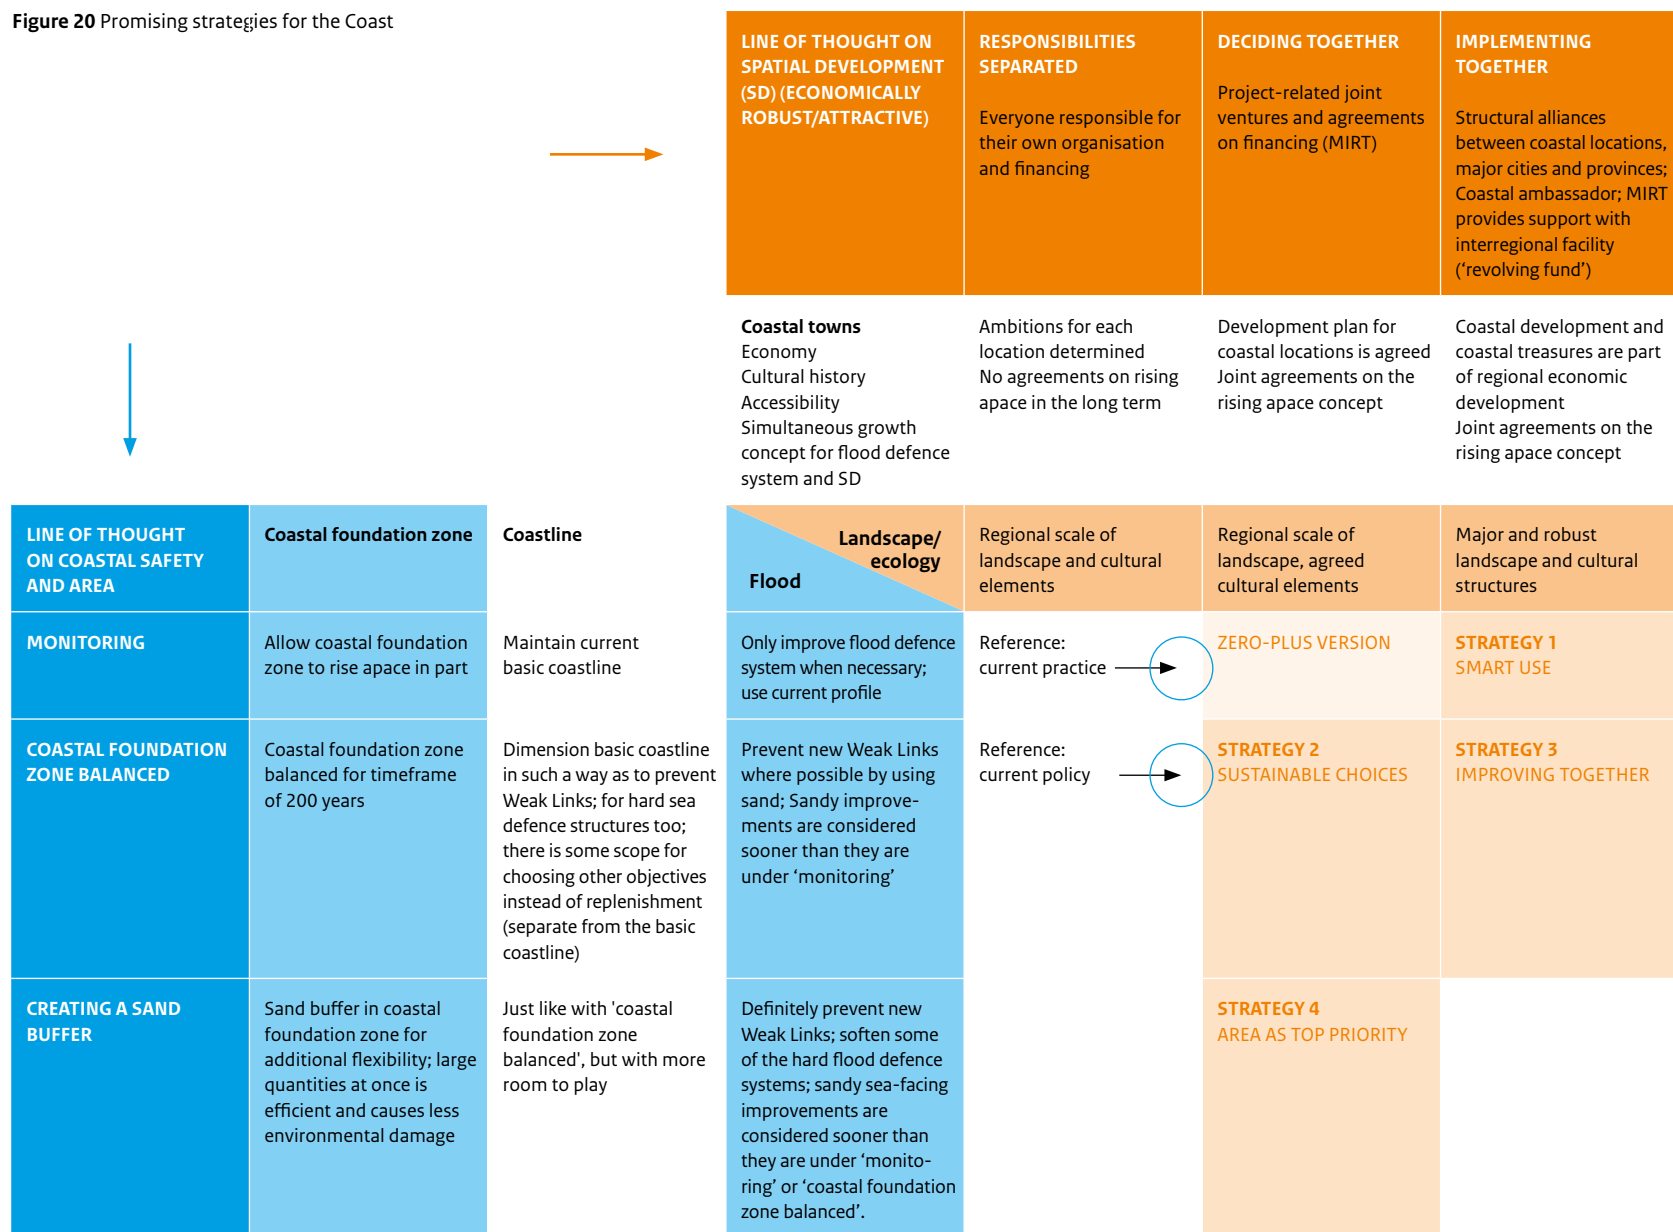 Figure 20 Promising strategies for the Coast
LINE OF THOUGHT ON
SPATIAL DEVELOPMENT
(SD) (ECONOMICALLY
ROBUST/ATTRACTIVE)
RESPONSIBILITIES
SEPARATED
Everyone responsible for
their own organisation
and financing
DECIDING TOGETHER
Project-related joint
ventures and agreements
on financing (MIRT)
IMPLEMENTING
TOGETHER
Structural alliances
between coastal locations,
major cities and provinces;
Coastal ambassador; MIRT
provides support with
interregional facility
(‘revolving fund’)
Coastal towns
Economy
Cultural history
Accessibility
Simultaneous growth
concept for flood defence
system and SD
Ambitions for each
location determined
No agreements on rising
apace in the long term
Development plan for
coastal locations is agreed
Joint agreements on the
rising apace concept
Coastal development and
coastal treasures are part
of regional economic
development
Joint agreements on the
rising apace concept
LINE OF THOUGHT
ON COASTAL SAFETY
AND AREA
Coastal foundation zone
Coastline
Landscape/
ecology
Flood
Regional scale of
landscape and cultural
elements
Regional scale of
landscape, agreed
cultural elements
Major and robust
landscape and cultural
structures
MONITORING
Allow coastal foundation
zone to rise apace in part
Maintain current
basic coastline
Only improve flood defence
system when necessary;
use current profile
Reference:
current practice
ZERO-PLUS VERSION
STRATEGY 1
SMART USE
COASTAL FOUNDATION
ZONE BALANCED
Coastal foundation zone
balanced for timeframe
of 200 years
Dimension basic coastline
in such a way as to prevent
Weak Links; for hard sea
defence structures too;
there is some scope for
choosing other objectives
instead of replenishment
(separate from the basic
coastline)
Prevent new Weak Links
where possible by using
sand; Sandy improve-
ments are considered
sooner than they are
under ‘monitoring’
Reference:
current policy
STRATEGY 2
SUSTAINABLE CHOICES
STRATEGY 3
IMPROVING TOGETHER
CREATING A SAND
BUFFER
Sand buffer in coastal
foundation zone for
additional flexibility; large
quantities at once is
efficient and causes less
environmental damage
Just like with 'coastal
foundation zone
balanced', but with more
room to play
Definitely prevent new
Weak Links; soften some
of the hard flood defence
systems; sandy sea-facing
improvements are
considered sooner than
they are under ‘monito-
ring’ or ‘coastal foundation
zone balanced’.
STRATEGY 4
AREA AS TOP PRIORITY